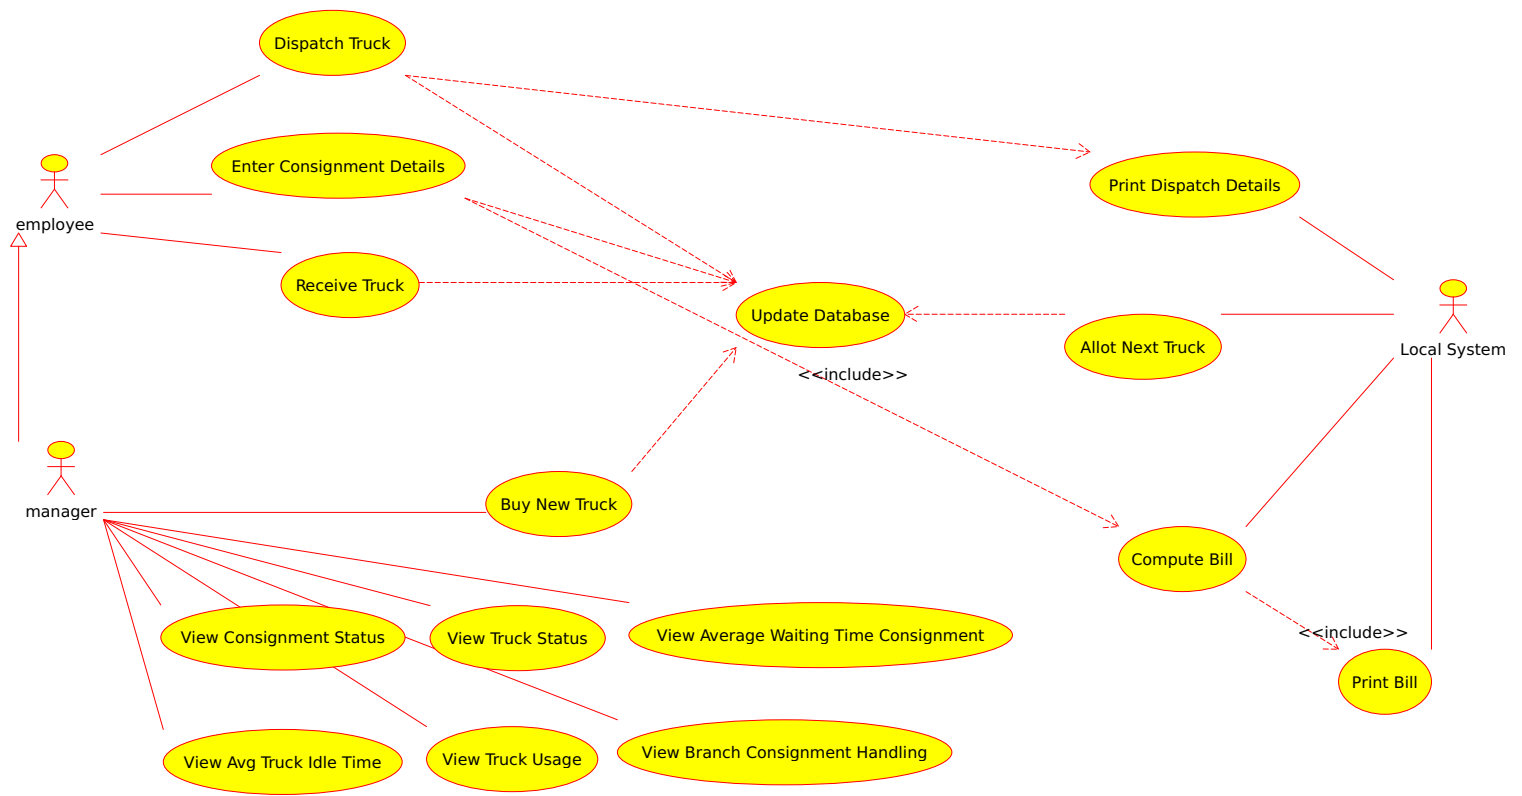 Dispatch Truck
Enter Consignment Details
Print Dispatch Details
employee
Receive Truck
Update Database
Allot Next Truck
Local System
<<include>>
manager
Buy New Truck
Compute Bill
<<include>>
View Consignment Status
View Truck Status
View Average Waiting Time Consignment
Print Bill
View Avg Truck Idle Time
View Truck Usage
View Branch Consignment Handling